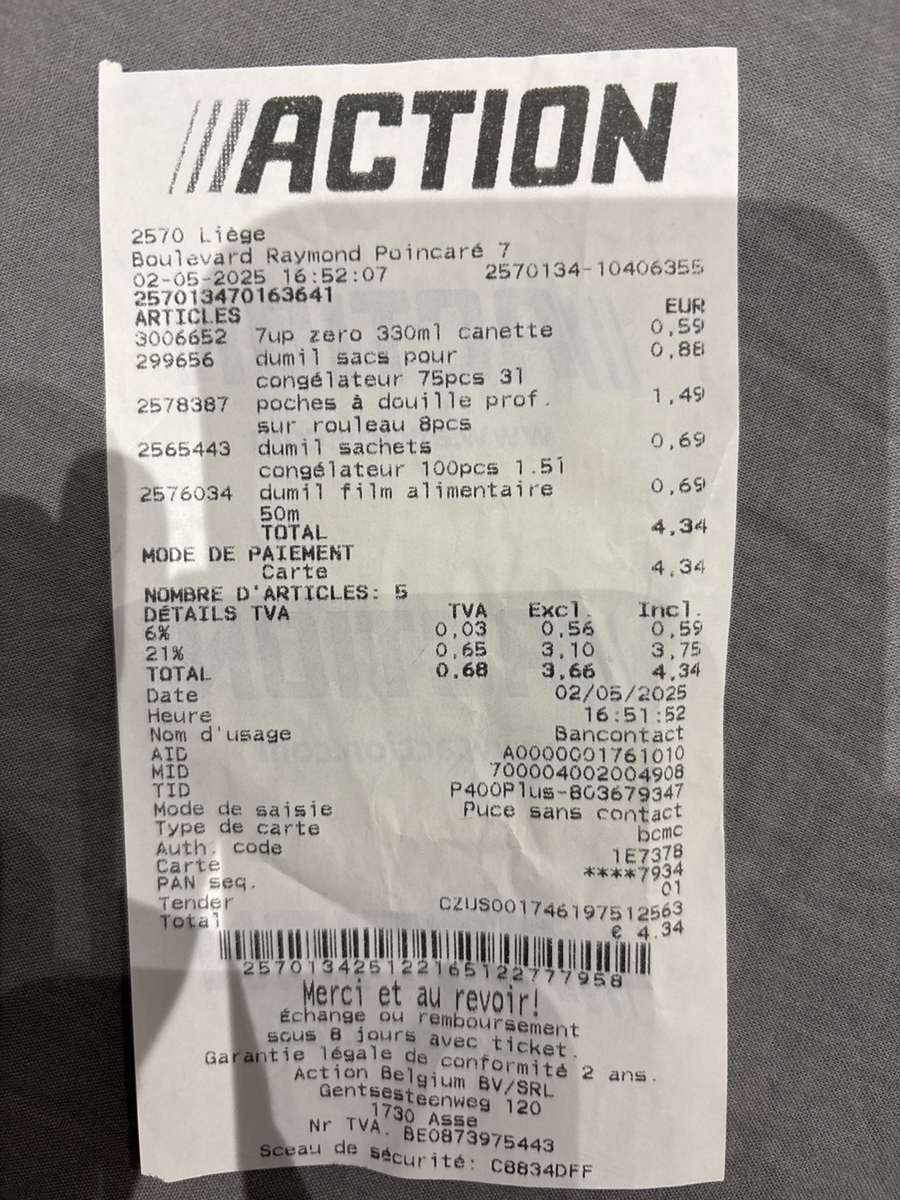 ACTION
2570 Liège
Boulevard Raymond Poincaré 7
02-05-2025 16:52:07 2570134-10406355
257013470163641
ARTICLES EUR
3006652 7up zero 330ml canette 0,59
299656 dumil sacs pour 0,88
congélateur 75pcs 3l
2578387 poches à douille prof. 1,49
sur rouleau 8pcs
2565443 dumil sachets 0,69
congélateur 100pcs 1.5l
2576034 dumil film alimentaire 0,69
50m
TOTAL 4,34
MODE DE PAIEMENT
Carte 4,34
NOMBRE D'ARTICLES: 5
DÉTAILS TVA TVA Excl. Incl.
6% 0,03 0,56 0,59
21% 0,65 3,10 3,75
TOTAL 0,68 3,66 4,34
Date 02/05/2025
Heure 16:51:52
Nom d'usage Bancontact
AID A0000001761010
MID 700004002004908
TID P400Plus-803679347
Mode de saisie Puce sans contact
Type de carte bcmc
Auth. code 1E7378
Carte ****7934
PAN seq. 01
Tender CZUS001746197512563
Total € 4.34
257013425122165122777958
Merci et au revoir!
Échange ou remboursement
sous 8 jours avec ticket.
Garantie légale de conformité 2 ans.
Action Belgium BV/SRL
Gentsesteenweg 120
1730 Asse
Nr TVA. BE0873975443
Sceau de sécurité: C8834DFF